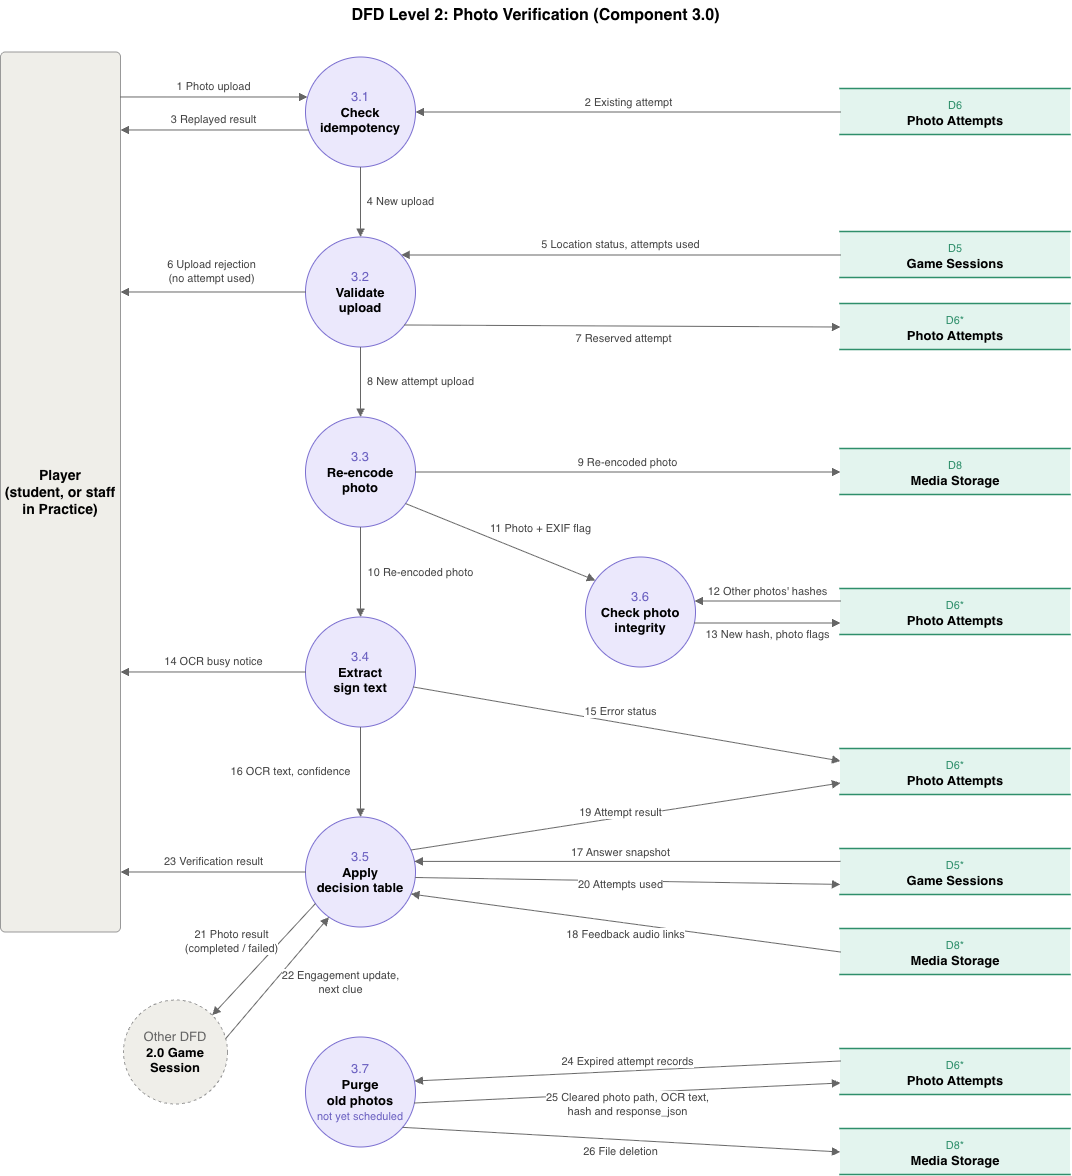 DFD Level 2: Photo Verification (Component 3.0)
1 Photo upload
3.1
Check
idempotency
2 Existing attempt
D6
Photo Attempts
3 Replayed result
4 New upload
5 Location status, attempts used
D5
Game Sessions
6 Upload rejection
(no attempt used)
3.2
Validate
upload
D6*
Photo Attempts
7 Reserved attempt
8 New attempt upload
Player
(student, or staff
in Practice)
3.3
Re-encode
photo
9 Re-encoded photo
D8
Media Storage
11 Photo + EXIF flag
10 Re-encoded photo
3.6
Check photo
integrity
12 Other photos' hashes
D6*
Photo Attempts
13 New hash, photo flags
14 OCR busy notice
3.4
Extract
sign text
15 Error status
D6*
Photo Attempts
16 OCR text, confidence
19 Attempt result
23 Verification result
3.5
Apply
decision table
17 Answer snapshot
D5*
Game Sessions
20 Attempts used
18 Feedback audio links
D8*
Media Storage
21 Photo result
(completed / failed)
22 Engagement update,
next clue
Other DFD
2.0 Game
Session
3.7
Purge
old photos
not yet scheduled
24 Expired attempt records
D6*
Photo Attempts
25 Cleared photo path, OCR text,
hash and response_json
26 File deletion
D8*
Media Storage